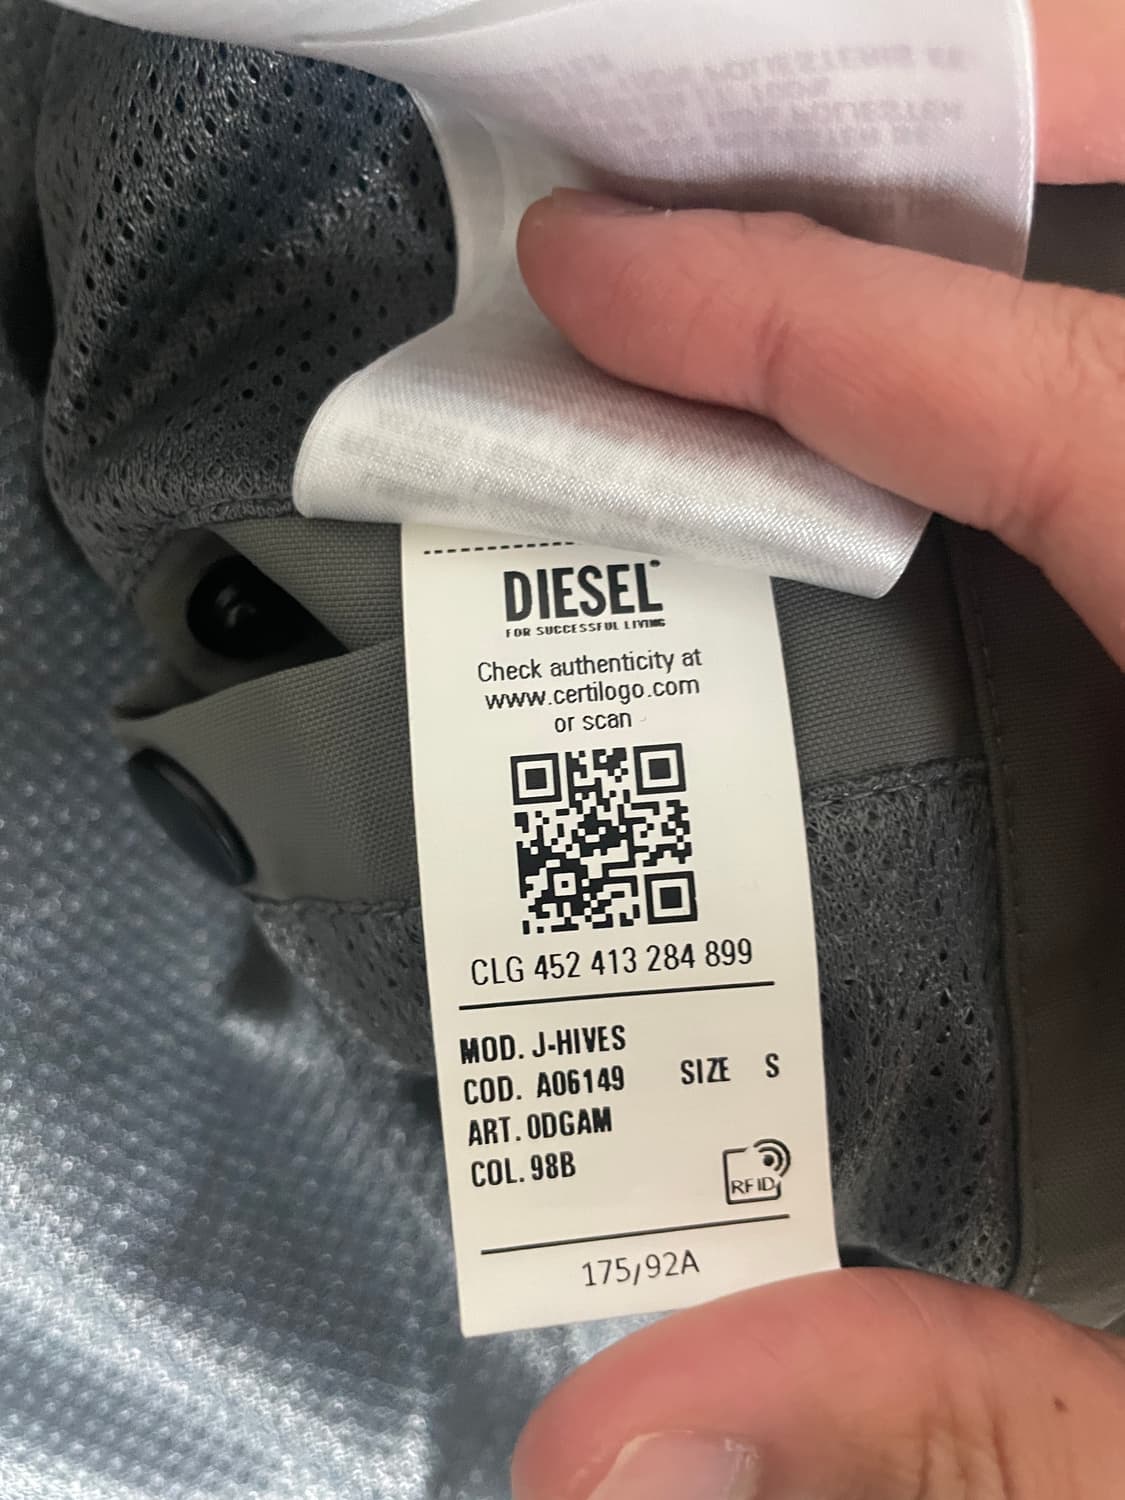 DIESEL
FOR SUCCESSFUL LIVING
Check authenticity at
www.certilogo.com
or scan
CLG 452 413 284 899
MOD. J-HIVES
COD. A06149 SIZE S
ART. 0DGAM
COL. 98B
RFID
175/92A